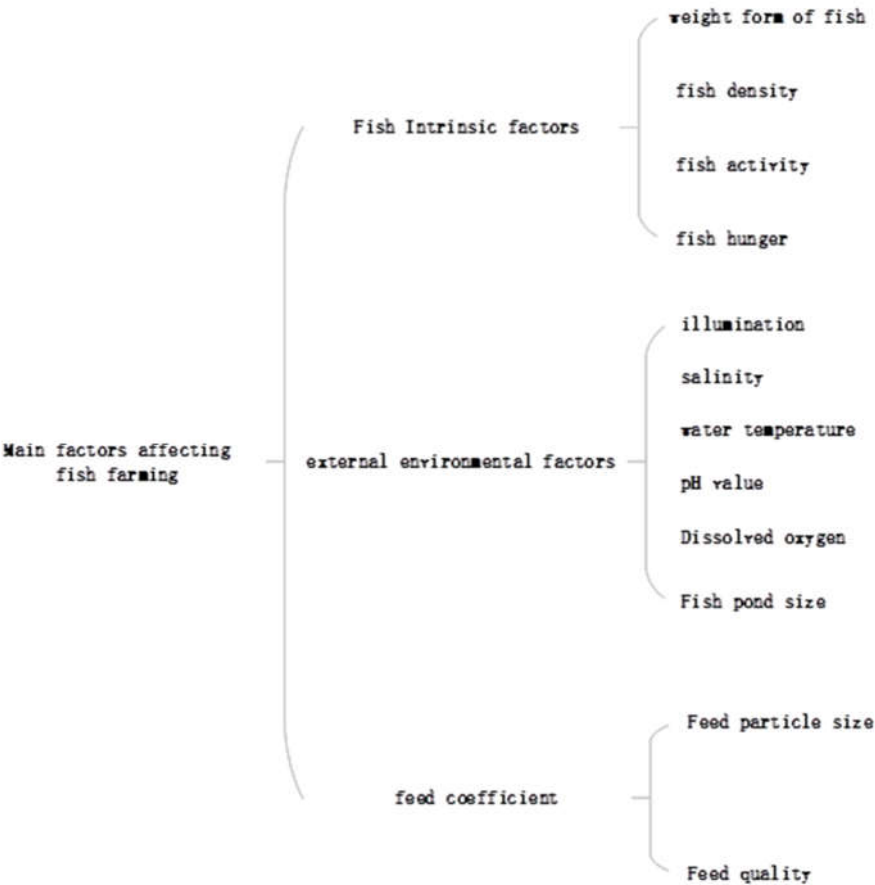 Main factors affecting
fish farming
Fish Intrinsic factors
weight form of fish
fish density
fish activity
fish hunger
external environmental factors
illumination
salinity
water temperature
pH value
Dissolved oxygen
Fish pond size
feed coefficient
Feed particle size
Feed quality